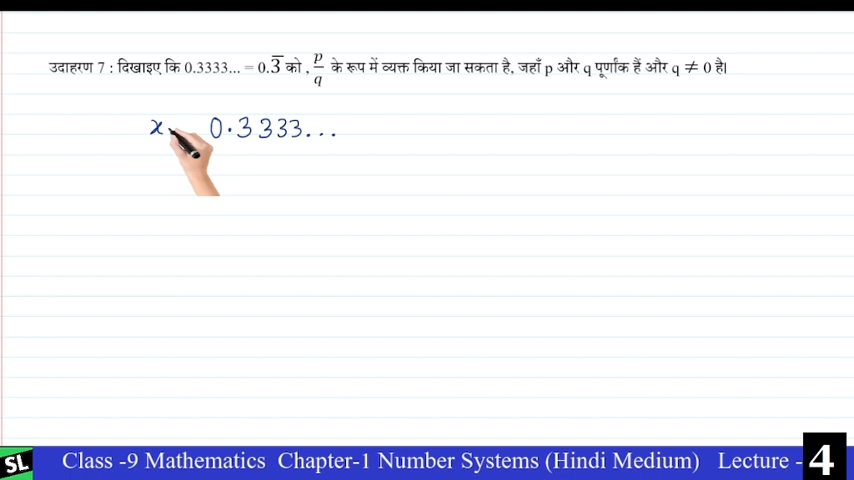 उदाहरण 7 : दिखाइए कि 0.3333... = 0.3̅ को , p/q के रूप में व्यक्त किया जा सकता है, जहाँ p और q पूर्णांक हैं और q ≠ 0 है।
x 0.3333...
SL Class -9 Mathematics Chapter-1 Number Systems (Hindi Medium) Lecture - 4